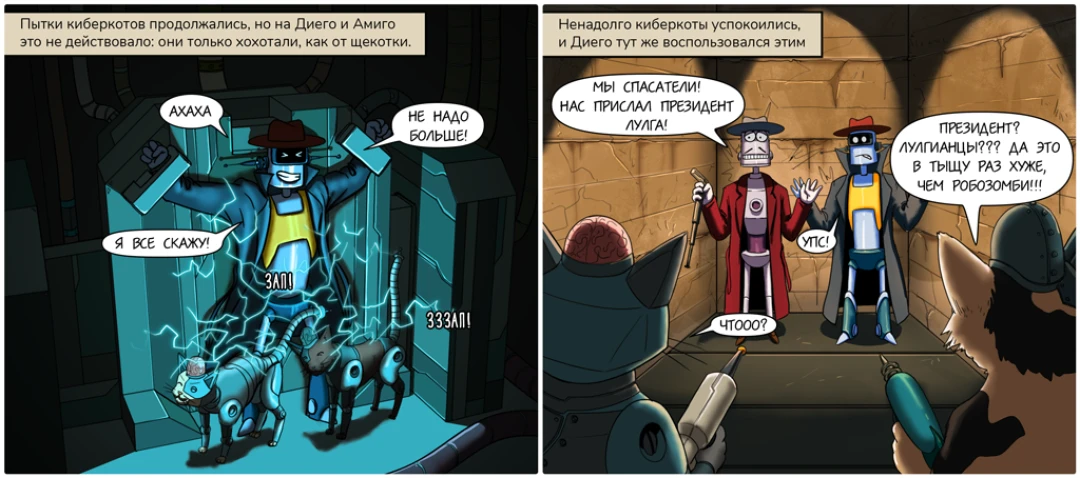 Пытки киберкотов продолжались, но на Диего и Амиго
это не действовало: они только хохотали, как от щекотки.
АХАХА
НЕ НАДО
БОЛЬШЕ!
Я ВСЕ СКАЖУ!
ЗАП!
ЗЗЗАП!
Ненадолго киберкоты успокоились,
и Диего тут же воспользовался этим
МЫ СПАСАТЕЛИ!
НАС ПРИСЛАЛ ПРЕЗИДЕНТ
ЛУЛГА!
ПРЕЗИДЕНТ?
ЛУЛГИАНЦЫ??? ДА ЭТО
В ТЫЩУ РАЗ ХУЖЕ,
ЧЕМ РОБОЗОМБИ!!!
УПС!
ЧТООО?